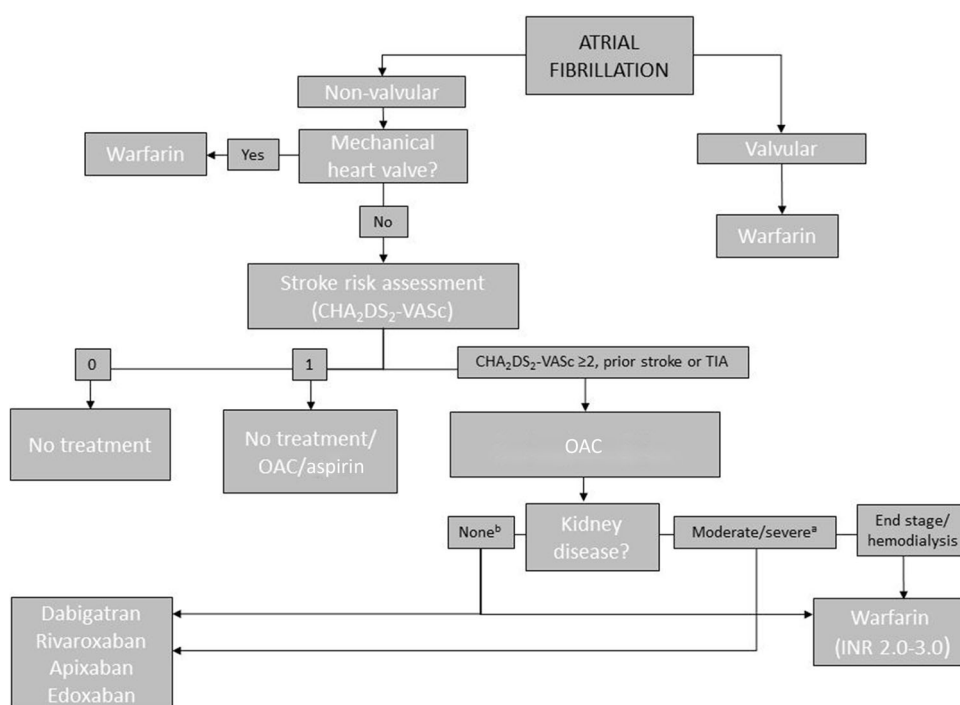 ATRIAL
FIBRILLATION
Non-valvular
Mechanical
heart valve?
Yes
Warfarin
Valvular
Warfarin
No
Stroke risk assessment
(CHA₂DS₂-VASc)
0
1
CHA₂DS₂-VASc ≥2, prior stroke or TIA
No treatment
No treatment/
OAC/aspirin
OAC
Noneᵇ
Kidney
disease?
Moderate/severeᵃ
End stage/
hemodialysis
Dabigatran
Rivaroxaban
Apixaban
Edoxaban
Warfarin
(INR 2.0-3.0)